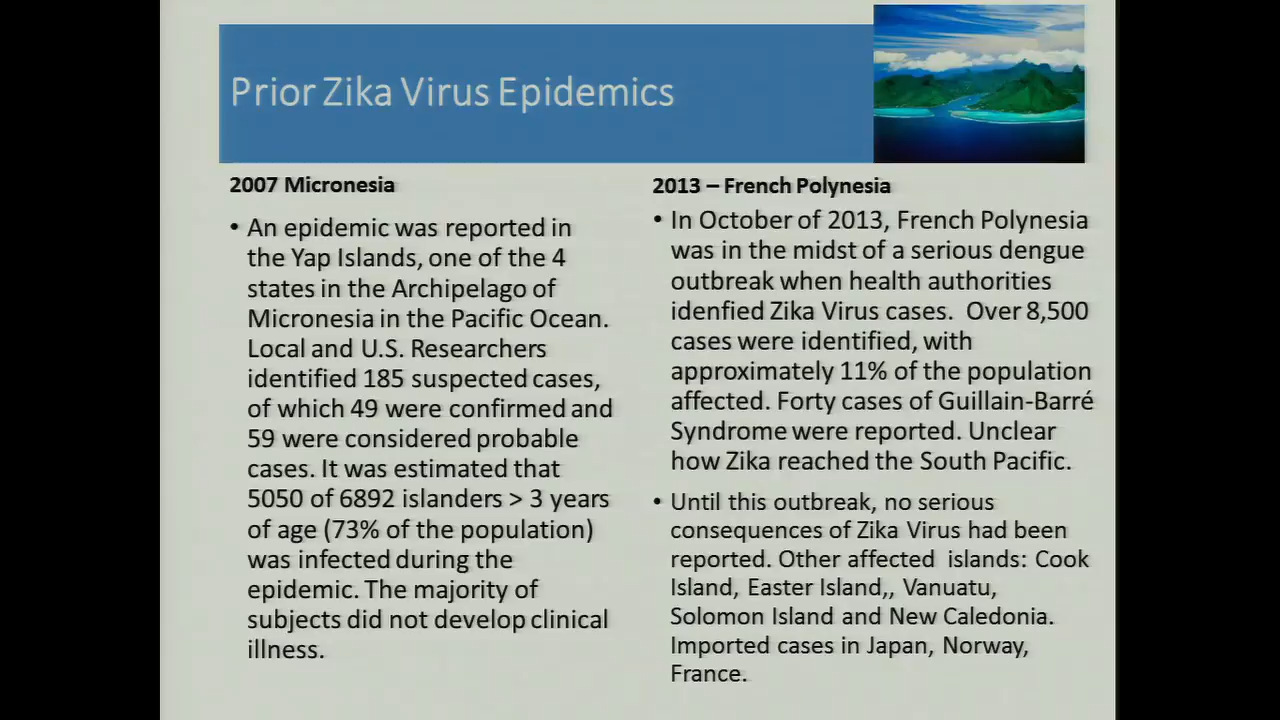 Prior Zika Virus Epidemics
2007 Micronesia
• An epidemic was reported in
the Yap Islands, one of the 4
states in the Archipelago of
Micronesia in the Pacific Ocean.
Local and U.S. Researchers
identified 185 suspected cases,
of which 49 were confirmed and
59 were considered probable
cases. It was estimated that
5050 of 6892 islanders > 3 years
of age (73% of the population)
was infected during the
epidemic. The majority of
subjects did not develop clinical
illness.
2013 – French Polynesia
• In October of 2013, French Polynesia
was in the midst of a serious dengue
outbreak when health authorities
idenfied Zika Virus cases. Over 8,500
cases were identified, with
approximately 11% of the population
affected. Forty cases of Guillain-Barré
Syndrome were reported. Unclear
how Zika reached the South Pacific.
• Until this outbreak, no serious
consequences of Zika Virus had been
reported. Other affected islands: Cook
Island, Easter Island,, Vanuatu,
Solomon Island and New Caledonia.
Imported cases in Japan, Norway,
France.